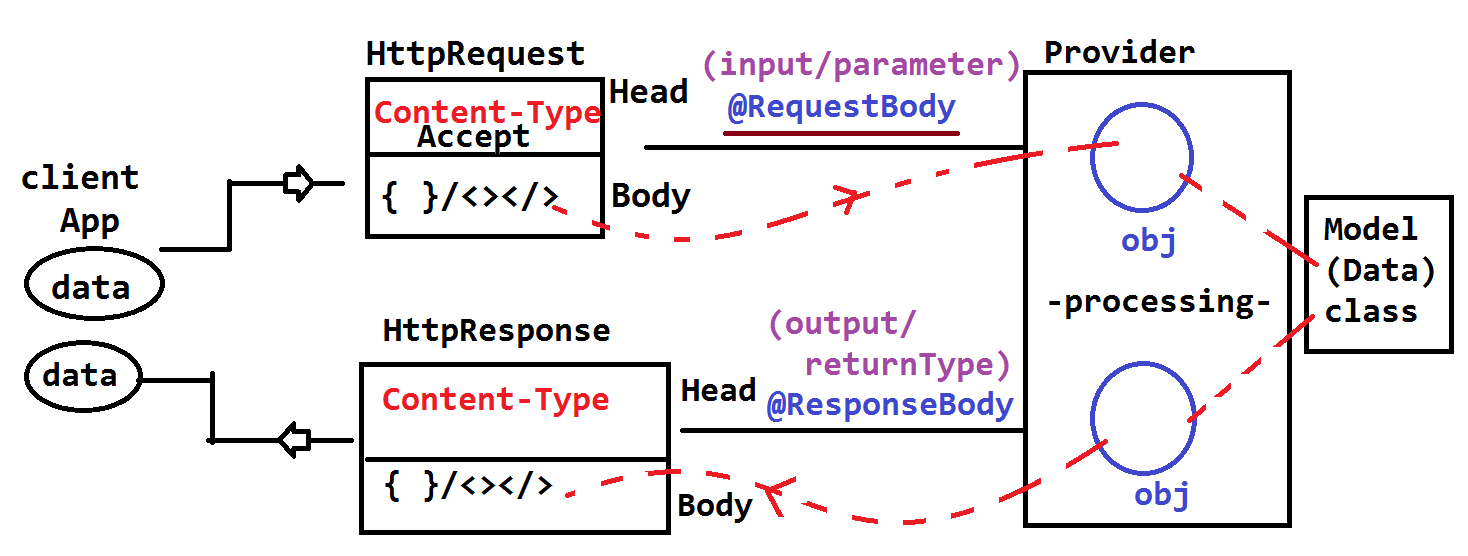 HttpRequest
Content-Type
Accept
Head
{ }/<></>
Body
(input/parameter)
@RequestBody
Provider
obj
-processing-
obj
Model
(Data)
class
client
App
data
data
HttpResponse
Content-Type
Head
{ }/<></>
Body
(output/
returnType)
@ResponseBody